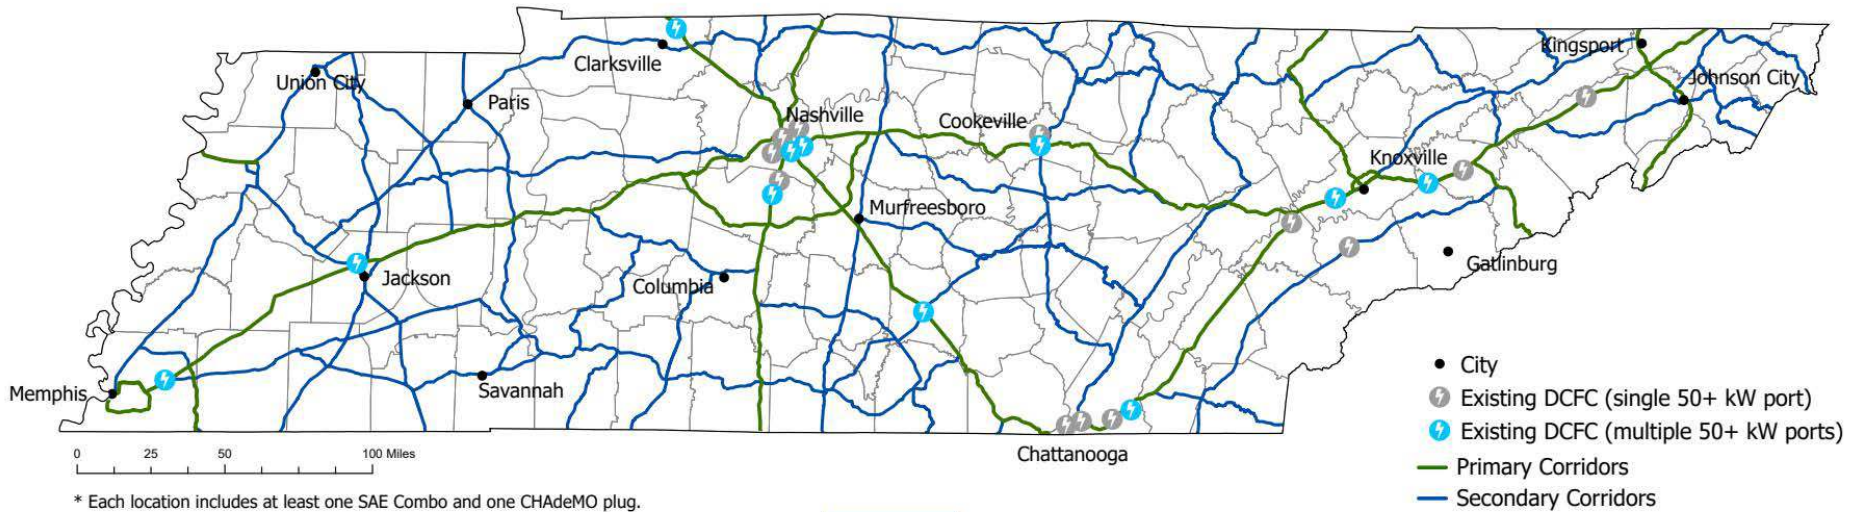 Kingsport
Clarksville
Union City
Johnson City
Paris
Nashville
Cookeville
Knoxville
Murfreesboro
Gatlinburg
Jackson
Columbia
Memphis
Savannah
Chattanooga
City
Existing DCFC (single 50+ kW port)
Existing DCFC (multiple 50+ kW ports)
Primary Corridors
Secondary Corridors
0 25 50 100 Miles
* Each location includes at least one SAE Combo and one CHAdeMO plug.